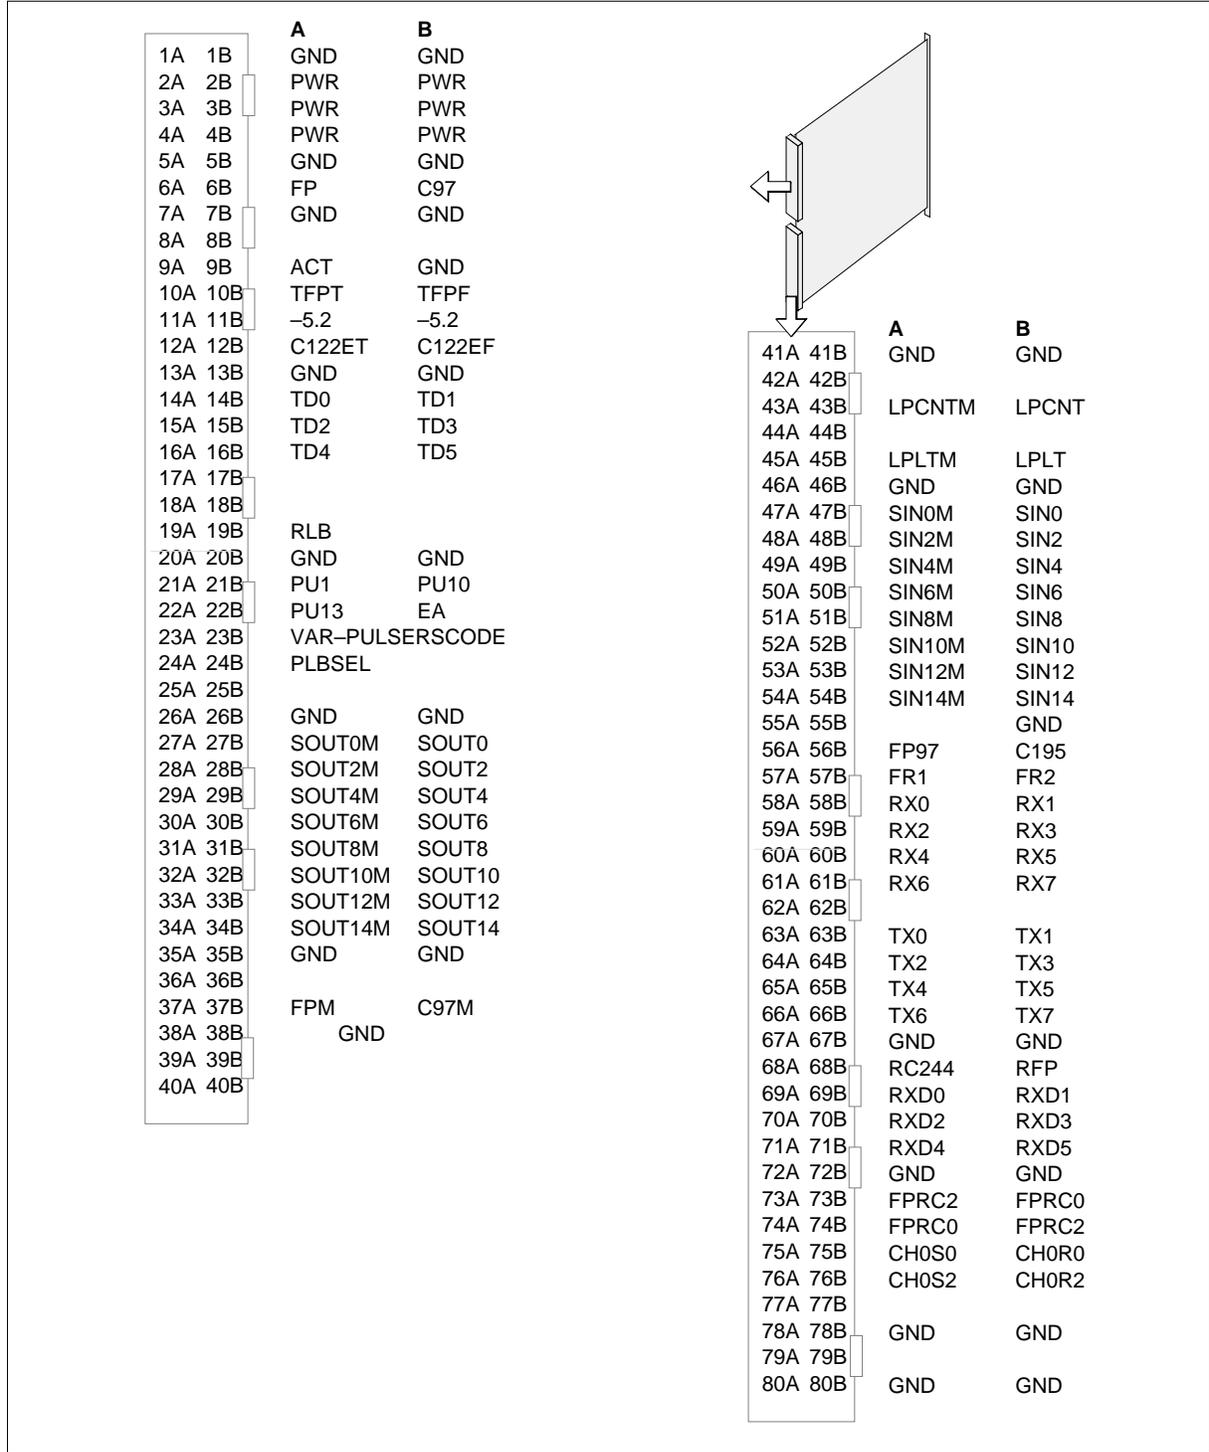 A B
1A 1B GND GND
2A 2B PWR PWR
3A 3B PWR PWR
4A 4B PWR PWR
5A 5B GND GND
6A 6B FP C97
7A 7B GND GND
8A 8B
9A 9B ACT GND
10A 10B TFPT TFPF
11A 11B –5.2 –5.2
12A 12B C122ET C122EF
13A 13B GND GND
14A 14B TD0 TD1
15A 15B TD2 TD3
16A 16B TD4 TD5
17A 17B
18A 18B
19A 19B RLB
20A 20B GND GND
21A 21B PU1 PU10
22A 22B PU13 EA
23A 23B VAR–PULSERSCODE
24A 24B PLBSEL
25A 25B
26A 26B GND GND
27A 27B SOUT0M SOUT0
28A 28B SOUT2M SOUT2
29A 29B SOUT4M SOUT4
30A 30B SOUT6M SOUT6
31A 31B SOUT8M SOUT8
32A 32B SOUT10M SOUT10
33A 33B SOUT12M SOUT12
34A 34B SOUT14M SOUT14
35A 35B GND GND
36A 36B
37A 37B FPM C97M
38A 38B GND
39A 39B
40A 40B
A B
41A 41B GND GND
42A 42B
43A 43B LPCNTM LPCNT
44A 44B
45A 45B LPLTM LPLT
46A 46B GND GND
47A 47B SIN0M SIN0
48A 48B SIN2M SIN2
49A 49B SIN4M SIN4
50A 50B SIN6M SIN6
51A 51B SIN8M SIN8
52A 52B SIN10M SIN10
53A 53B SIN12M SIN12
54A 54B SIN14M SIN14
55A 55B GND
56A 56B FP97 C195
57A 57B FR1 FR2
58A 58B RX0 RX1
59A 59B RX2 RX3
60A 60B RX4 RX5
61A 61B RX6 RX7
62A 62B
63A 63B TX0 TX1
64A 64B TX2 TX3
65A 65B TX4 TX5
66A 66B TX6 TX7
67A 67B GND GND
68A 68B RC244 RFP
69A 69B RXD0 RXD1
70A 70B RXD2 RXD3
71A 71B RXD4 RXD5
72A 72B GND GND
73A 73B FPRC2 FPRC0
74A 74B FPRC0 FPRC2
75A 75B CH0S0 CH0R0
76A 76B CH0S2 CH0R2
77A 77B
78A 78B GND GND
79A 79B
80A 80B GND GND